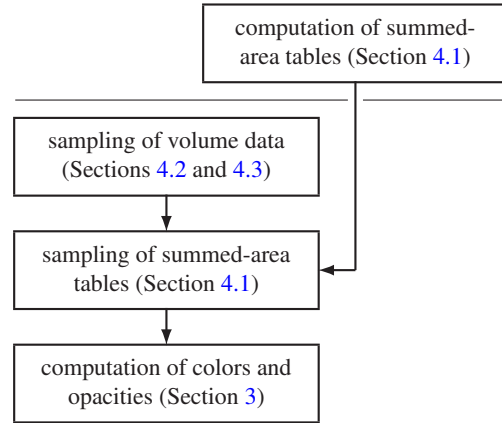 computation of summed-
area tables (Section 4.1)
sampling of volume data
(Sections 4.2 and 4.3)
sampling of summed-area
tables (Section 4.1)
computation of colors and
opacities (Section 3)